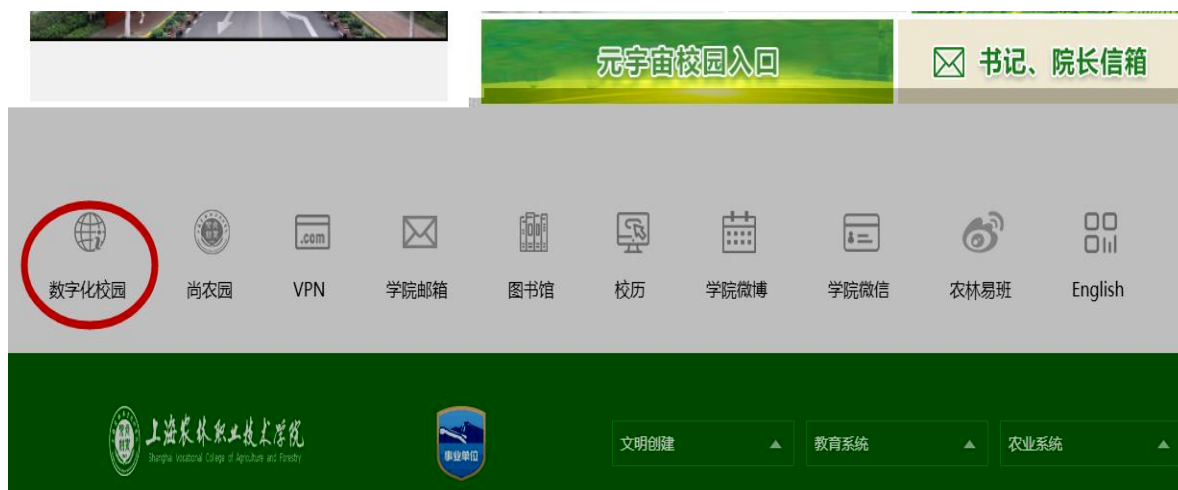 元宇宙校园入口
书记、院长信箱
.com
数字化校园
尚农园
VPN
学院邮箱
图书馆
校历
学院微博
学院微信
农林易班
English
上海农林职业技术学院
Shanghai Vocational College of Agriculture and Forestry
事业单位
文明创建
教育系统
农业系统